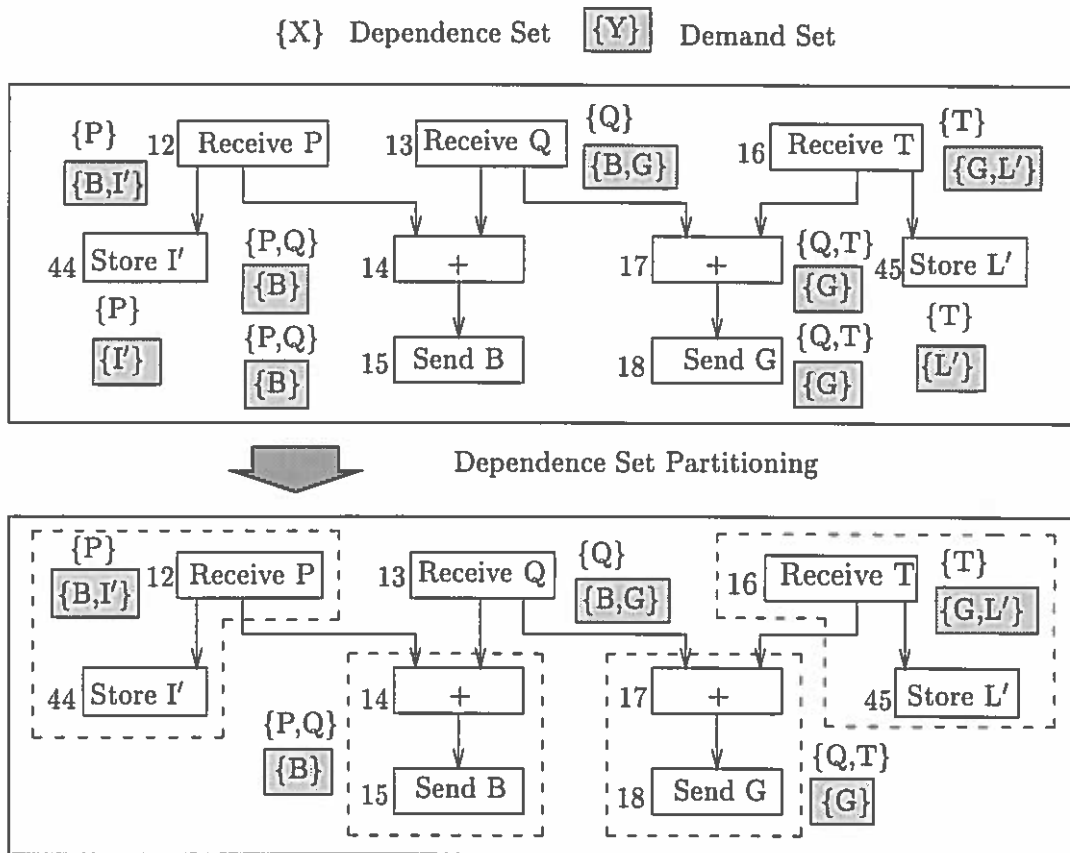 {X} Dependence Set {Y} Demand Set
{P} 12 Receive P 13 Receive Q {Q} 16 Receive T {T}
{B,I′} {B,G} {G,L′}
44 Store I′ {P,Q} 14 + 17 + {Q,T} 45 Store L′
{B} {G}
{P} {P,Q} {Q,T} {T}
{I′} {B} 15 Send B 18 Send G {G} {L′}
Dependence Set Partitioning
{P} 12 Receive P 13 Receive Q {Q} 16 Receive T {T}
{B,I′} {B,G} {G,L′}
44 Store I′ 14 + 17 + 45 Store L′
{P,Q} {Q,T}
{B} 15 Send B 18 Send G {G}